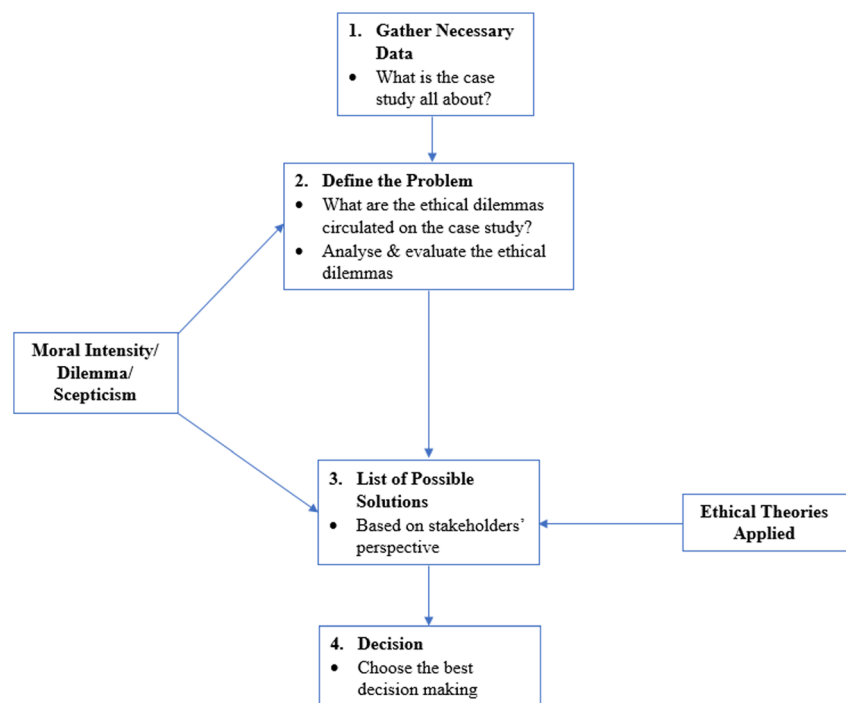 1. Gather Necessary
Data
• What is the case
study all about?
2. Define the Problem
• What are the ethical dilemmas
circulated on the case study?
• Analyse & evaluate the ethical
dilemmas
Moral Intensity/
Dilemma/
Scepticism
3. List of Possible
Solutions
• Based on stakeholders’
perspective
Ethical Theories
Applied
4. Decision
• Choose the best
decision making